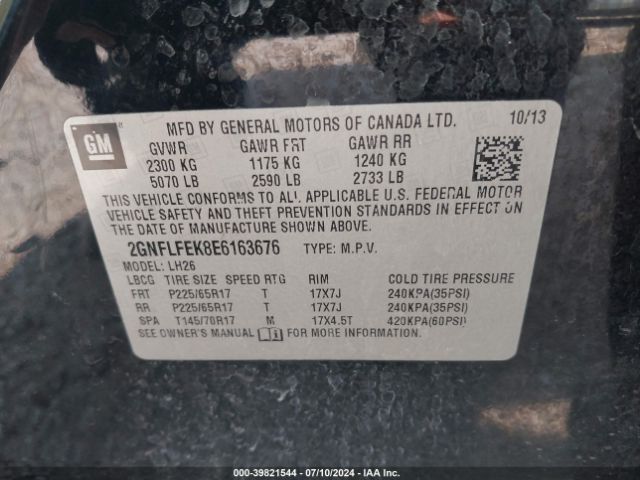 GM
MFD BY GENERAL MOTORS OF CANADA LTD. 10/13
GVWR GAWR FRT GAWR RR
2300 KG 1175 KG 1240 KG
5070 LB 2590 LB 2733 LB
THIS VEHICLE CONFORMS TO ALL APPLICABLE U.S. FEDERAL MOTOR
VEHICLE SAFETY AND THEFT PREVENTION STANDARDS IN EFFECT ON
THE DATE OF MANUFACTURE SHOWN ABOVE.
2GNFLFEK8E6163676 TYPE: M.P.V.
MODEL: LH26
LBCG TIRE SIZE SPEED RTG RIM COLD TIRE PRESSURE
FRT P225/65R17 T 17X7J 240KPA(35PSI)
RR P225/65R17 T 17X7J 240KPA(35PSI)
SPA T145/70R17 M 17X4.5T 420KPA(60PSI)
SEE OWNER'S MANUAL FOR MORE INFORMATION.
000-39821544 - 07/10/2024 - IAA Inc.